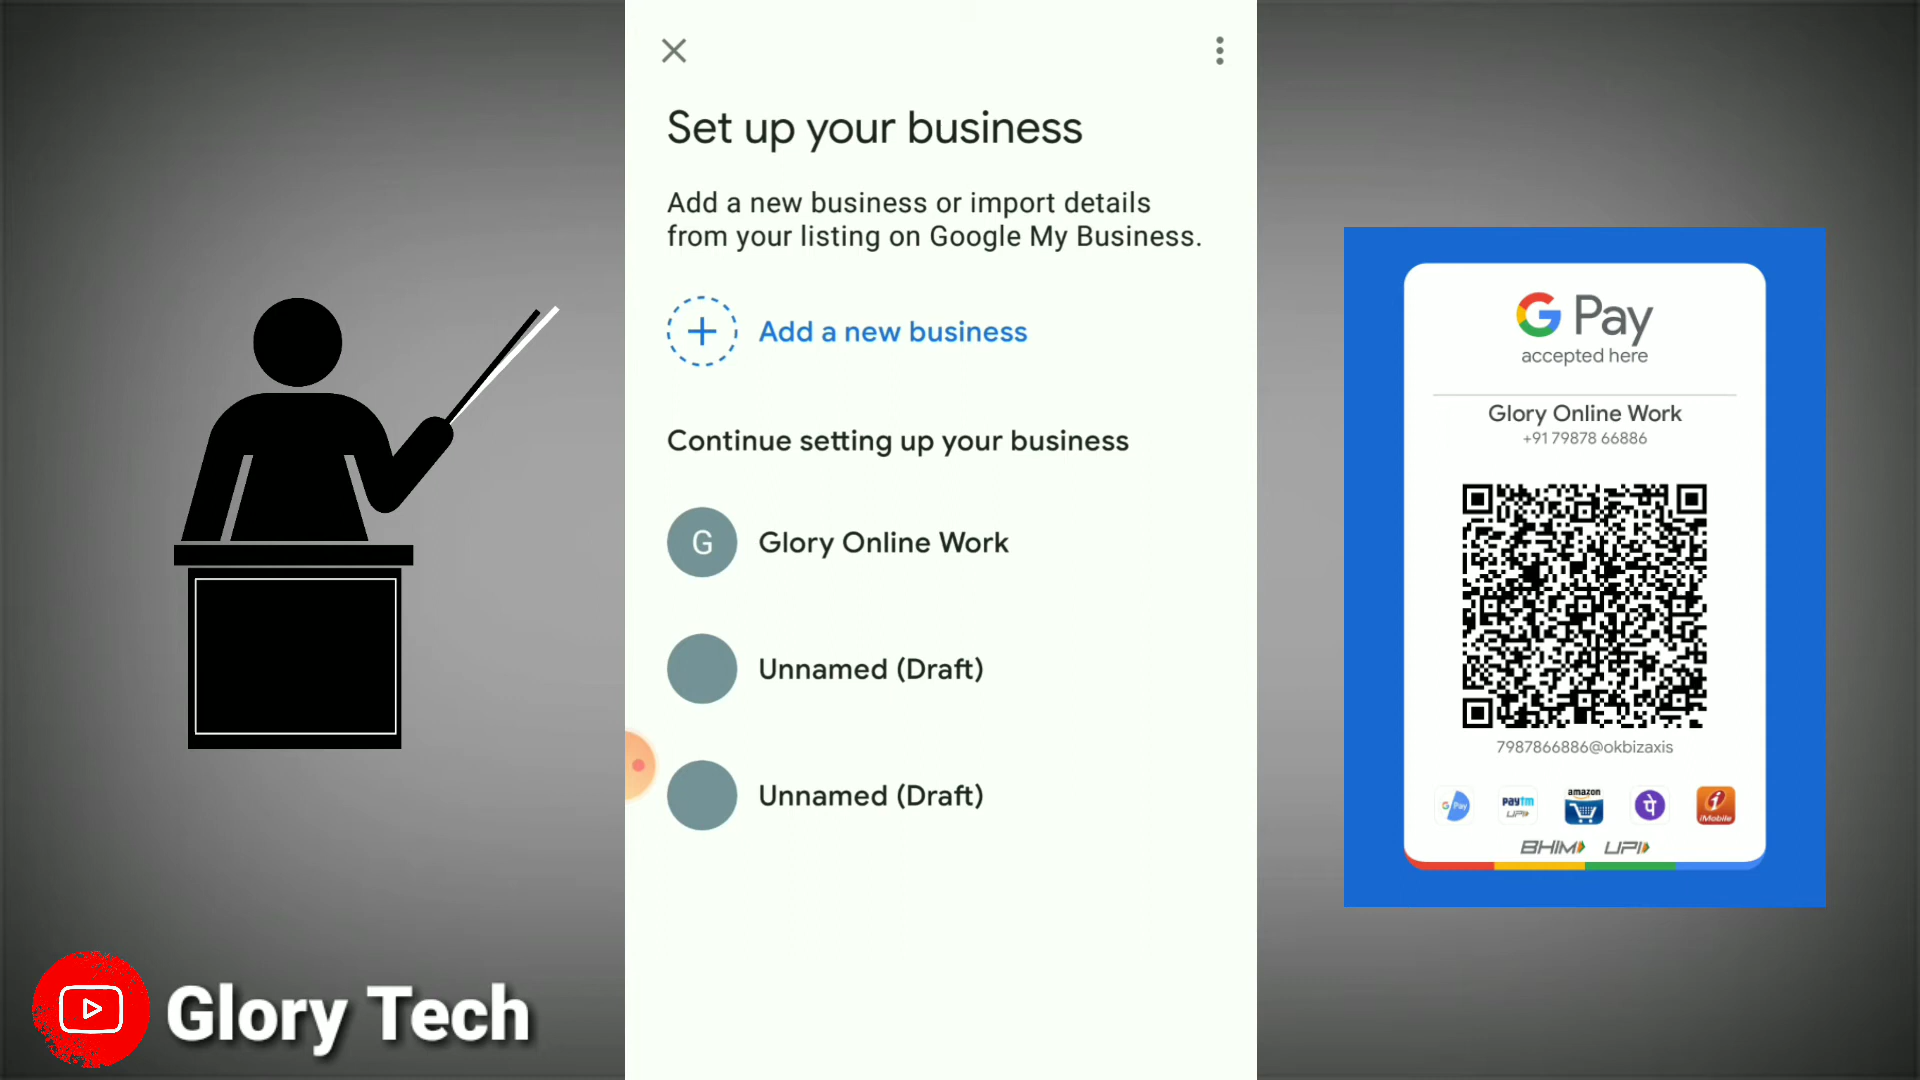 Set up your business
Add a new business or import details
from your listing on Google My Business.
Add a new business
Continue setting up your business
G Glory Online Work
Unnamed (Draft)
Unnamed (Draft)
G Pay
accepted here
Glory Online Work
+91 79878 66886
7987866886@okbizaxis
G Pay paytm UPI amazon पे iMobile
BHIM UPI
Glory Tech